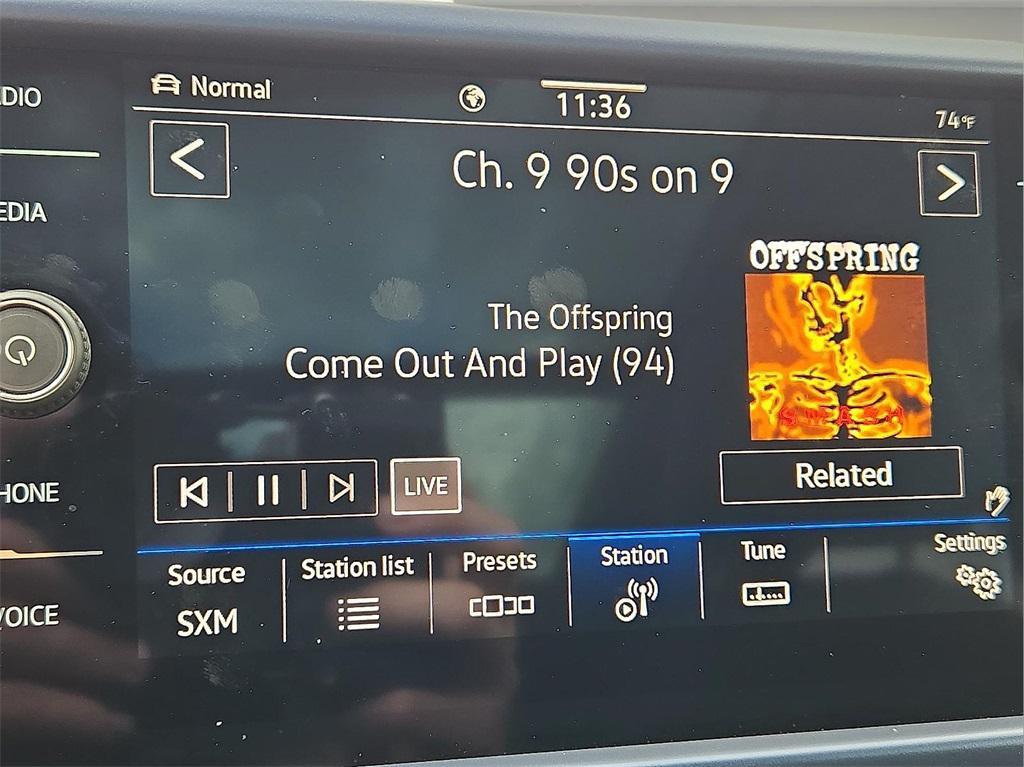 Normal
11:36
74°F
Ch. 9 90s on 9
OFFSPRING
The Offspring
Come Out And Play (94)
SMASH
LIVE
Related
Source
SXM
Station list
Presets
Station
Tune
Settings
DIO
EDIA
HONE
VOICE